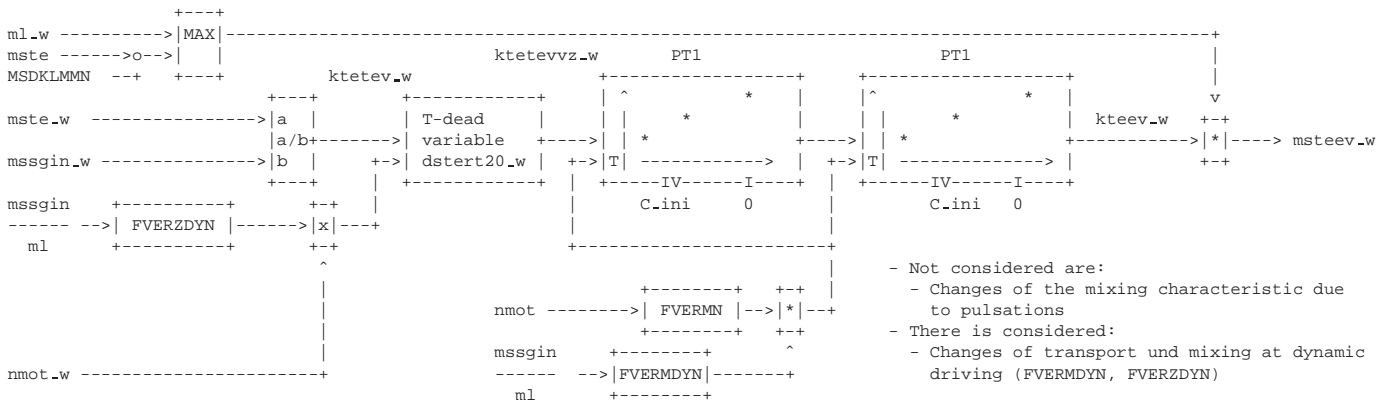 ml_w ---------->|MAX|
mste ------>o-->| | ktetevvz_w PT1 PT1
MSDKLMMN --+ +---+ ktetev_w
mste_w ---------------->|a | T-dead kteev_w
a/b variable |*|----> msteev_w
mssgin_w --------------->|b dstert20_w T T
IV I IV I
mssgin C_ini 0 C_ini 0
------ -->| FVERZDYN |------>|x|---+
ml
- Not considered are:
- Changes of the mixing characteristic due
nmot -------->| FVERMN |-->|*|--+ to pulsations
- There is considered:
mssgin - Changes of transport und mixing at dynamic
nmot_w ------ -->|FVERMDYN|-------+ driving (FVERMDYN, FVERZDYN)
ml